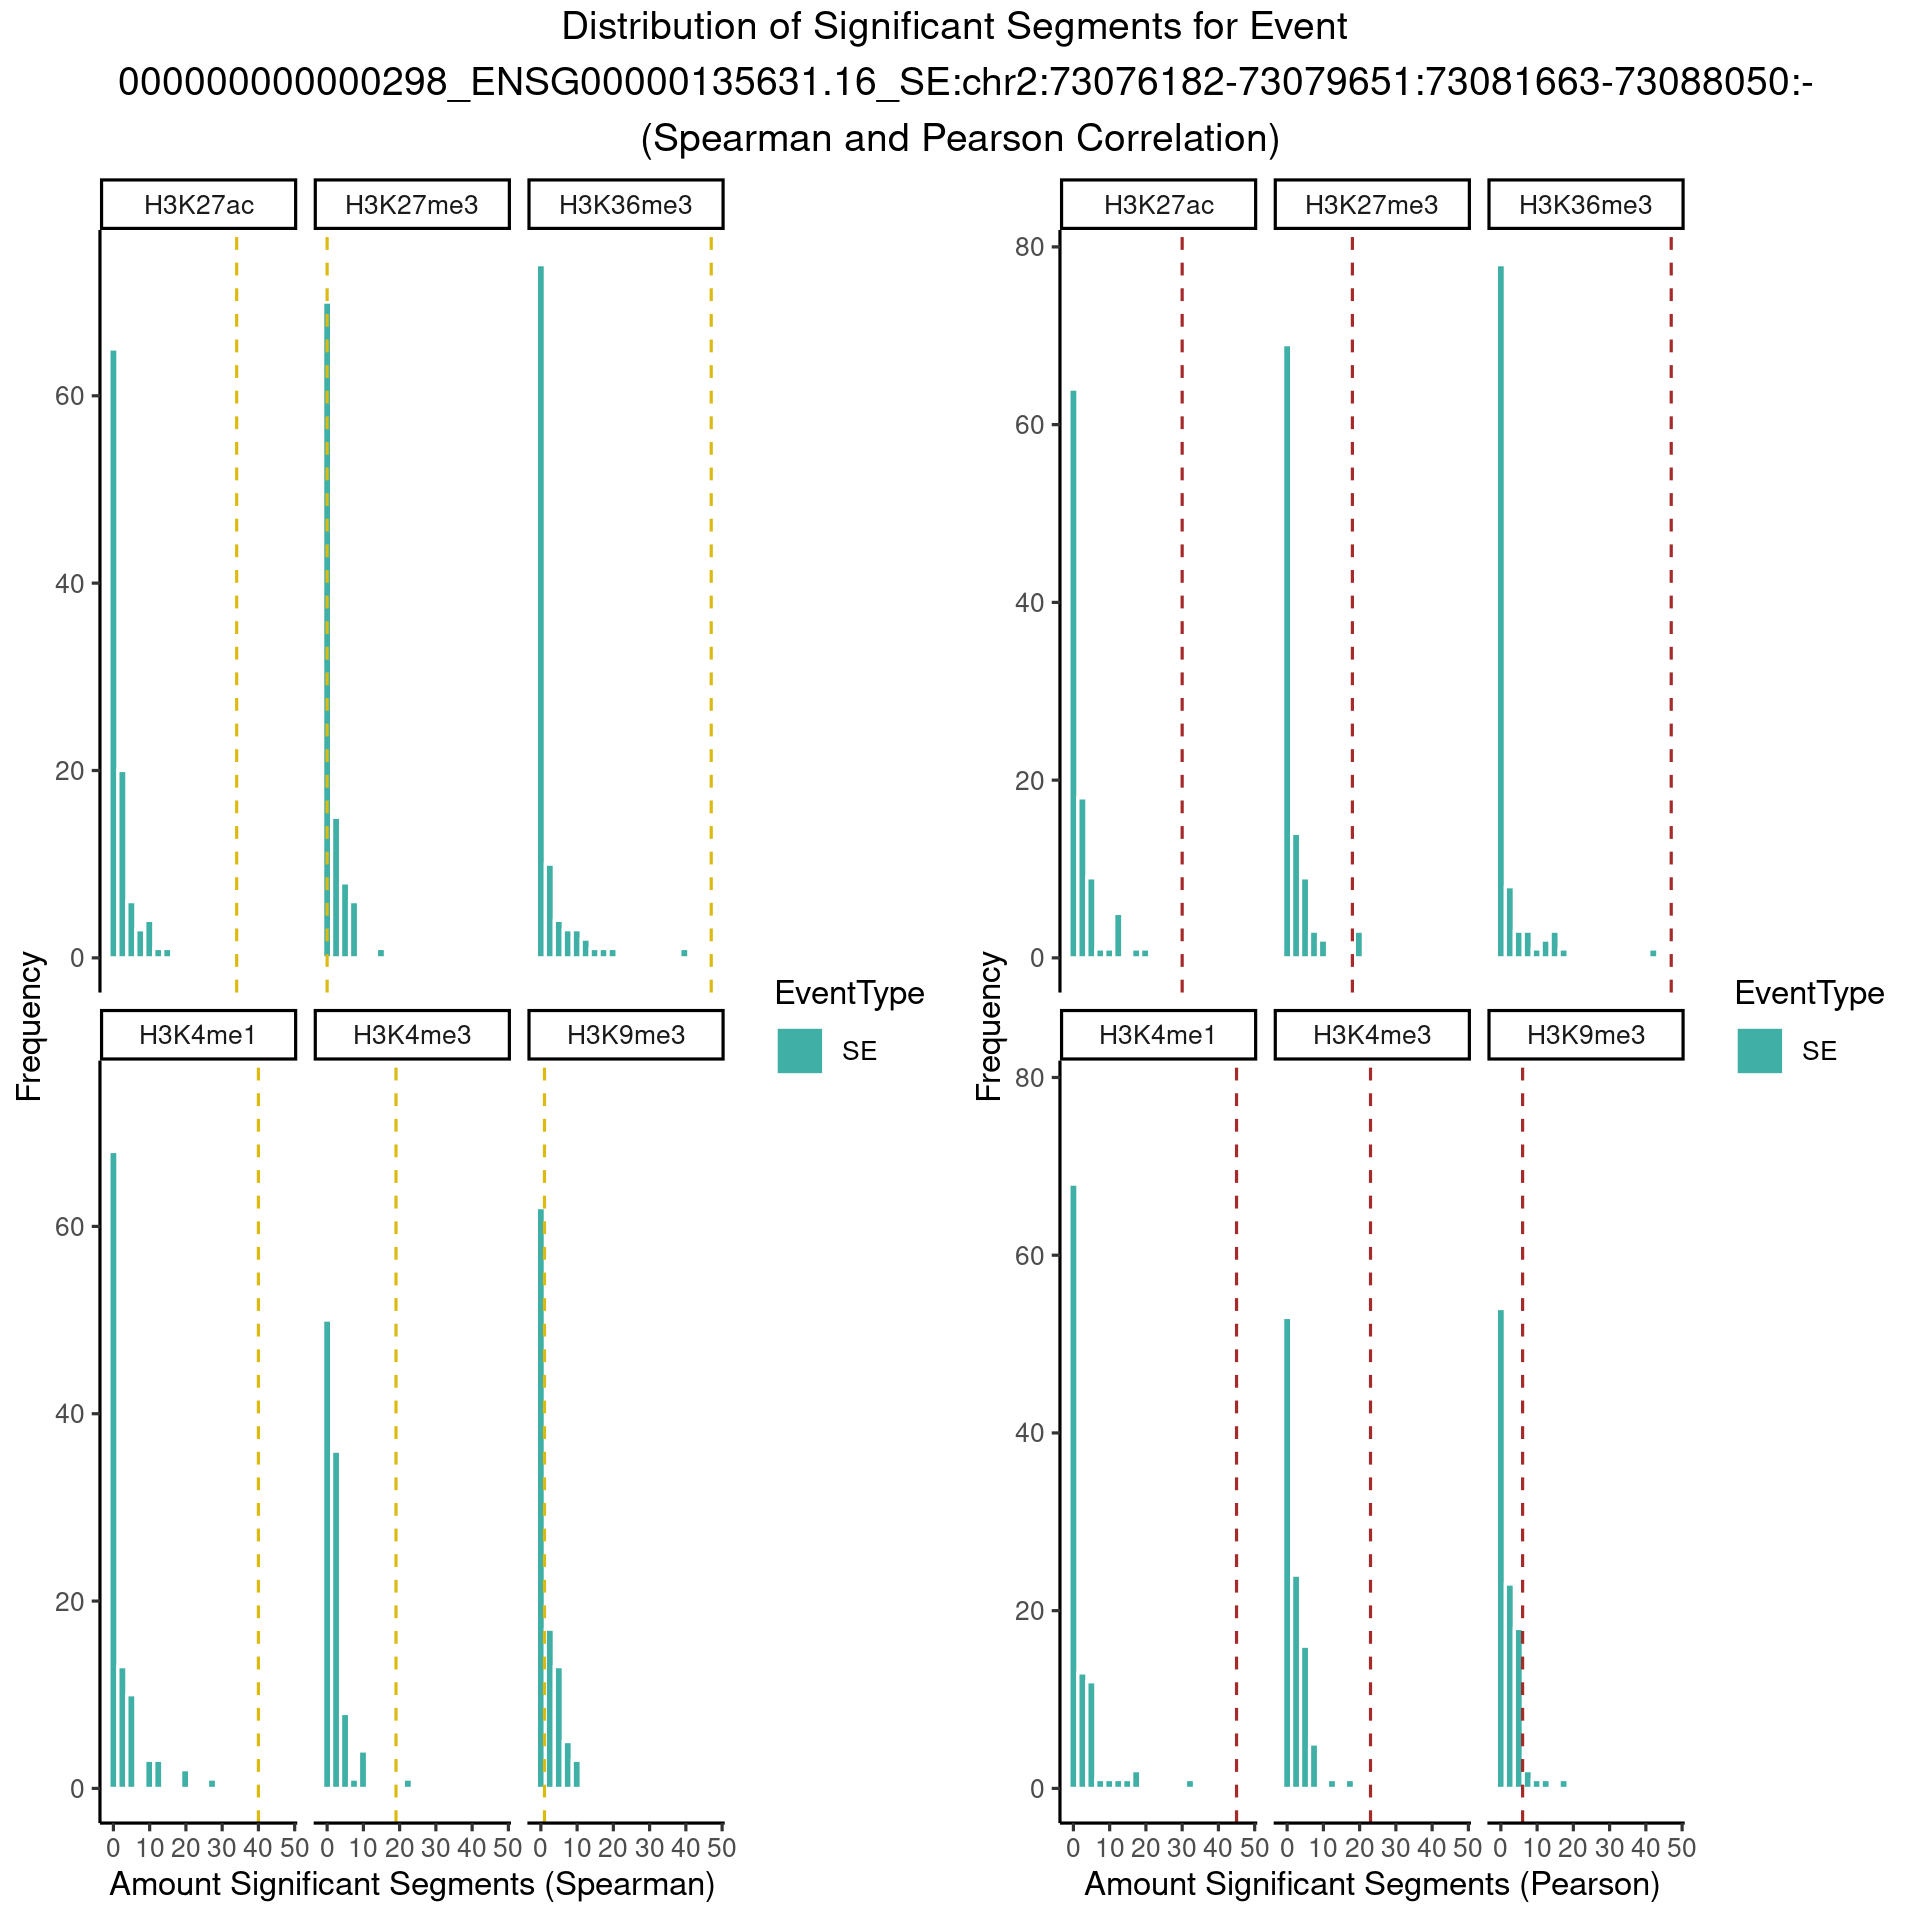 Distribution of Significant Segments for Event
000000000000298_ENSG00000135631.16_SE:chr2:73076182-73079651:73081663-73088050:-
(Spearman and Pearson Correlation)
H3K27ac H3K27me3 H3K36me3
60
40
20
0
H3K4me1 H3K4me3 H3K9me3
60
40
20
0
0 10 20 30 40 50 0 10 20 30 40 50 0 10 20 30 40 50
Frequency
Amount Significant Segments (Spearman)
EventType
SE
H3K27ac H3K27me3 H3K36me3
80
60
40
20
0
H3K4me1 H3K4me3 H3K9me3
80
60
40
20
0
0 10 20 30 40 50 0 10 20 30 40 50 0 10 20 30 40 50
Frequency
Amount Significant Segments (Pearson)
EventType
SE